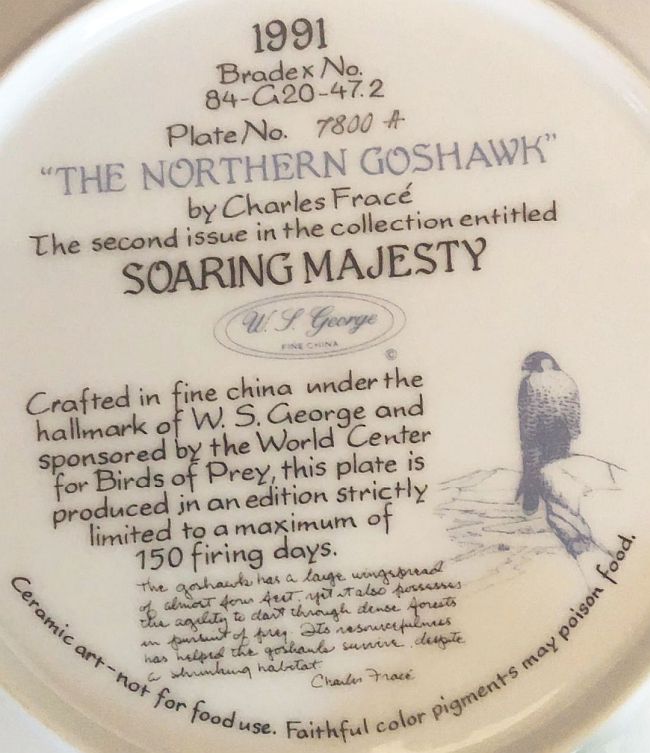 1991
Bradex No.
84-G20-47.2
Plate No. 7800 A
"THE NORTHERN GOSHAWK"
by Charles Fracé
The second issue in the collection entitled
SOARING MAJESTY
W. S. George
FINE CHINA
©
Crafted in fine china under the
hallmark of W. S. George and
sponsored by the World Center
for Birds of Prey, this plate is
produced in an edition strictly
limited to a maximum of
150 firing days.
The goshawk has a large wingspread
of almost four feet, yet it also possesses
the agility to dart through dense forests
in pursuit of prey. Its resourcefulness
has helped the goshawk survive, despite
a shrinking habitat
Charles Fracé
Ceramic art-not for food use. Faithful color pigments may poison food.